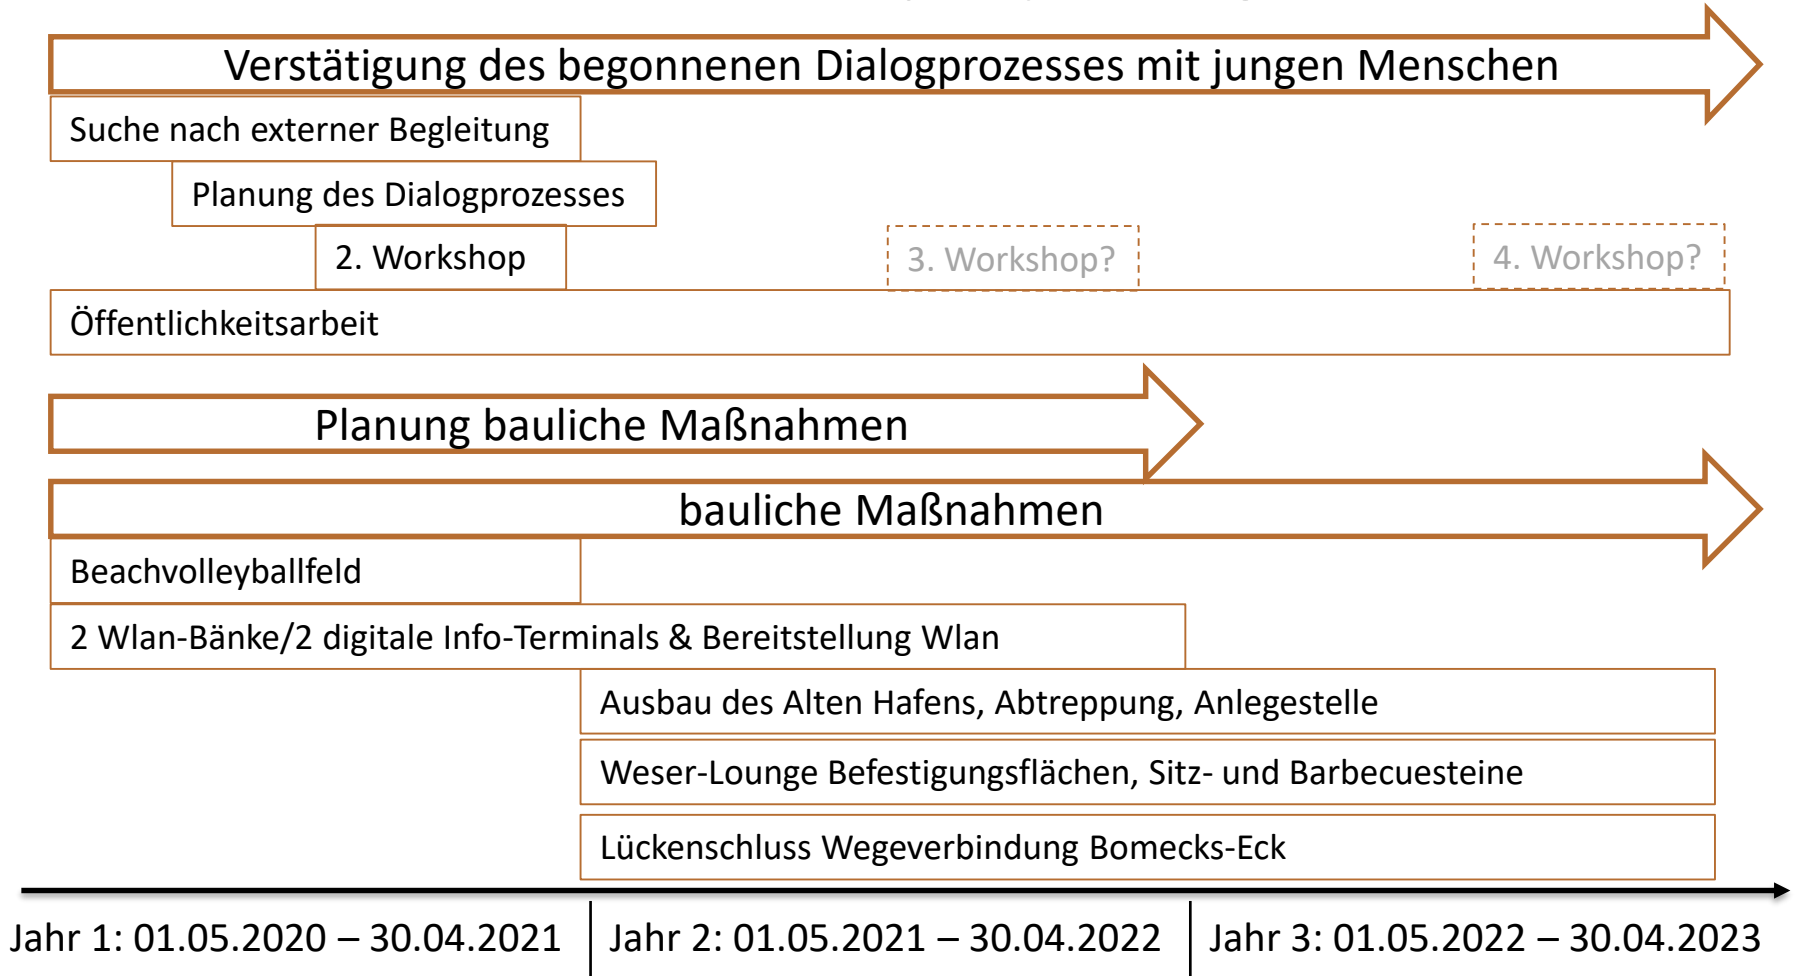 Verstätigung des begonnenen Dialogprozesses mit jungen Menschen
Suche nach externer Begleitung
Planung des Dialogprozesses
2. Workshop
3. Workshop?
4. Workshop?
Öffentlichkeitsarbeit
Planung bauliche Maßnahmen
bauliche Maßnahmen
Beachvolleyballfeld
2 Wlan-Bänke/2 digitale Info-Terminals & Bereitstellung Wlan
Ausbau des Alten Hafens, Abtreppung, Anlegestelle
Weser-Lounge Befestigungsflächen, Sitz- und Barbecuesteine
Lückenschluss Wegeverbindung Bomecks-Eck
Jahr 1: 01.05.2020 – 30.04.2021
Jahr 2: 01.05.2021 – 30.04.2022
Jahr 3: 01.05.2022 – 30.04.2023